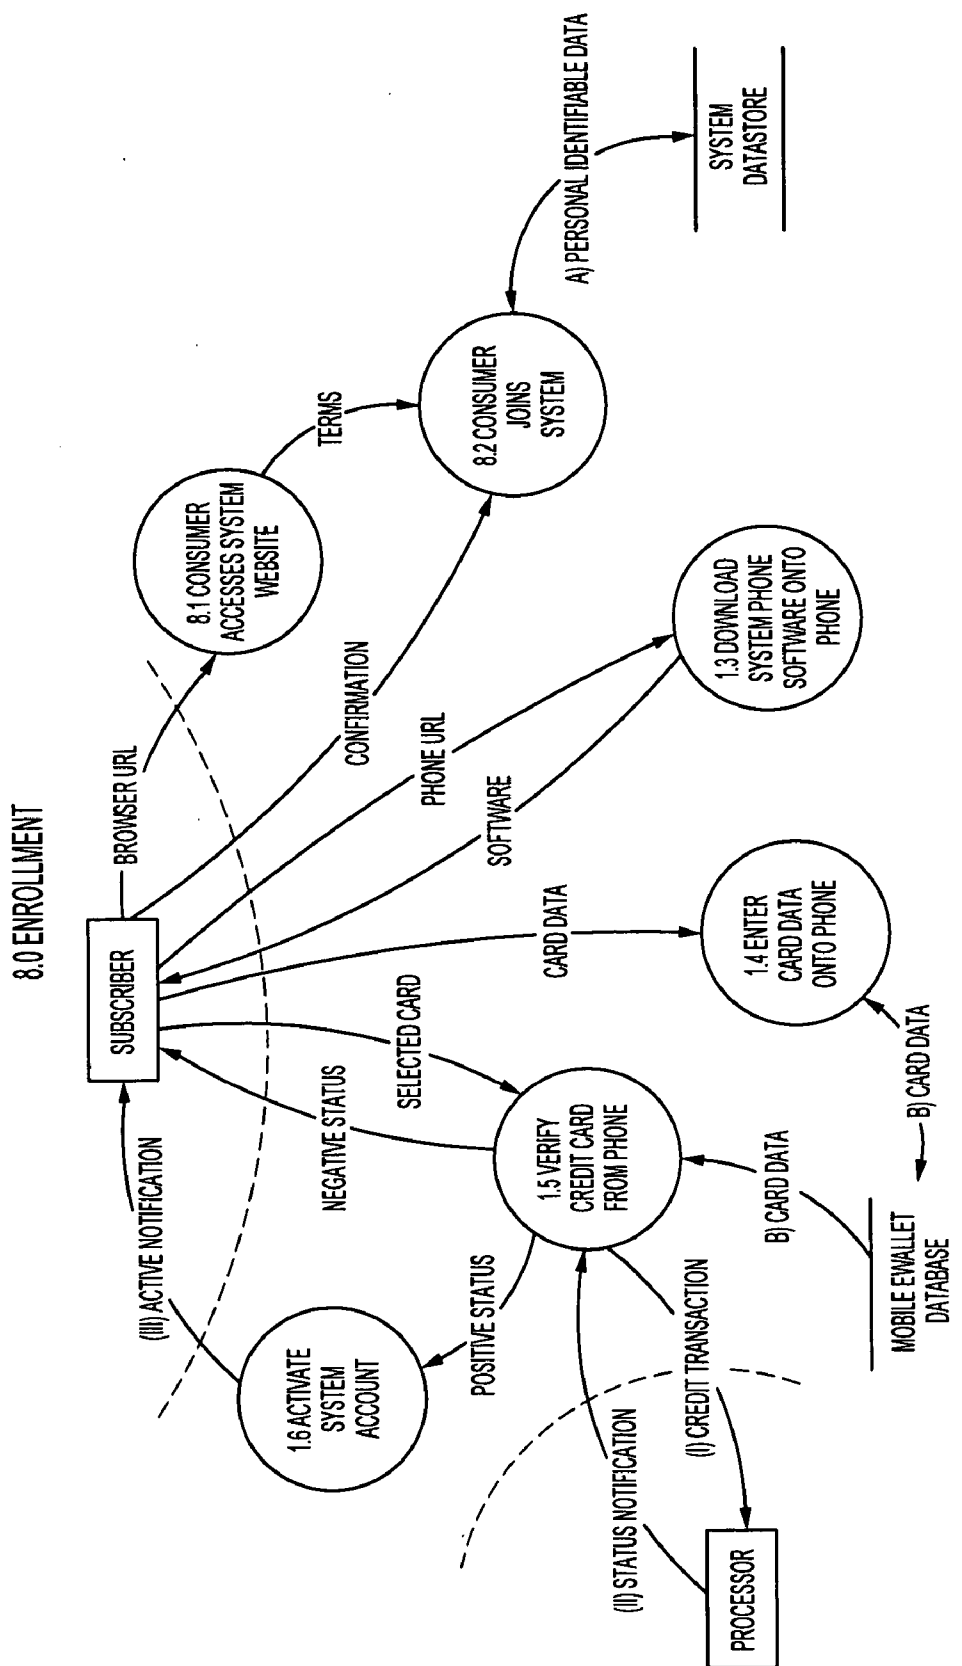 8.0 ENROLLMENT
SUBSCRIBER
(III) ACTIVE NOTIFICATION
BROWSER URL
1.6 ACTIVATE
SYSTEM
ACCOUNT
8.1 CONSUMER
ACCESSES SYSTEM
WEBSITE
NEGATIVE STATUS
SELECTED CARD
CONFIRMATION
TERMS
POSITIVE STATUS
CARD DATA
SOFTWARE
PHONE URL
8.2 CONSUMER
JOINS
SYSTEM
A) PERSONAL IDENTIFIABLE DATA
1.5 VERIFY
CREDIT CARD
FROM PHONE
(II) STATUS NOTIFICATION
(I) CREDIT TRANSACTION
B) CARD DATA
1.4 ENTER
CARD DATA
ONTO PHONE
1.3 DOWNLOAD
SYSTEM PHONE
SOFTWARE ONTO
PHONE
SYSTEM
DATASTORE
PROCESSOR
B) CARD DATA
MOBILE EWALLET
DATABASE